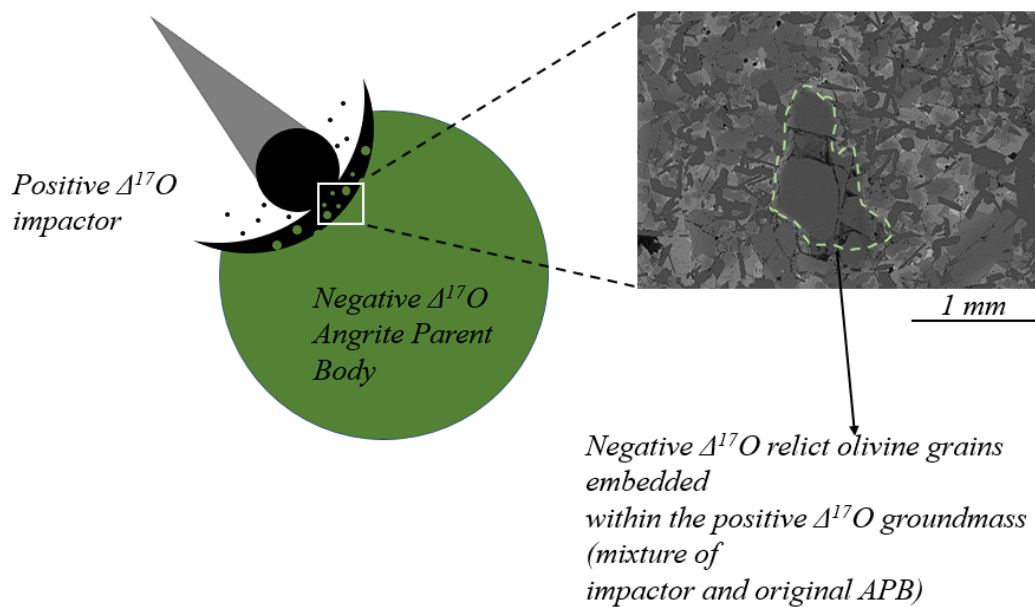 Positive Δ¹⁷O
impactor
Negative Δ¹⁷O
Angrite Parent
Body
1 mm
Negative Δ¹⁷O relict olivine grains
embedded
within the positive Δ¹⁷O groundmass
(mixture of
impactor and original APB)